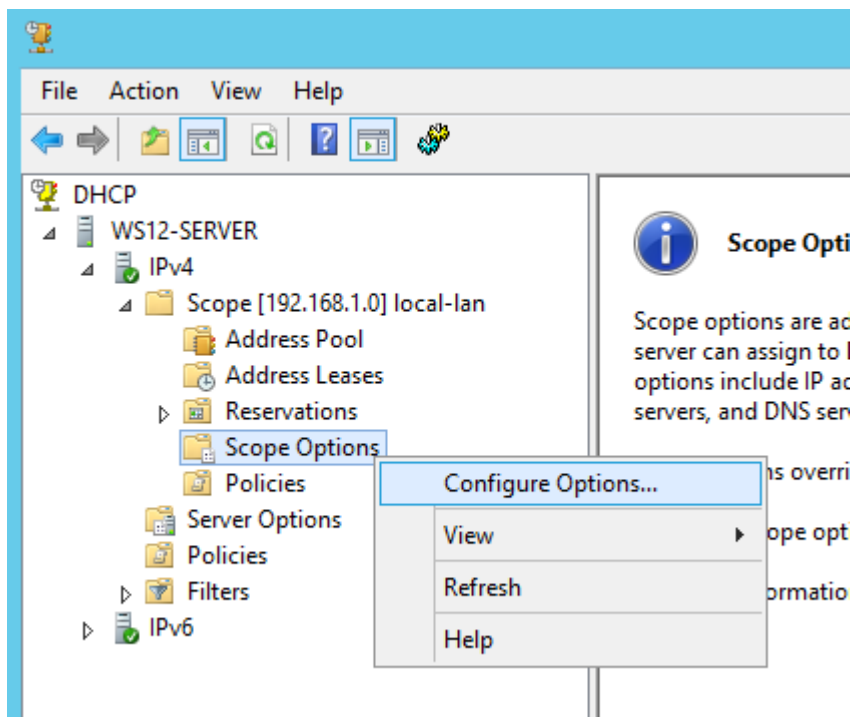 File Action View Help
DHCP
WS12-SERVER
IPv4
Scope [192.168.1.0] local-lan
Address Pool
Address Leases
Reservations
Scope Options
Policies
Server Options
Policies
Filters
IPv6
Configure Options...
View
Refresh
Help
Scope Opti
Scope options are ad
server can assign to
options include IP ad
servers, and DNS serv
ns overri
ope opti
ormatio